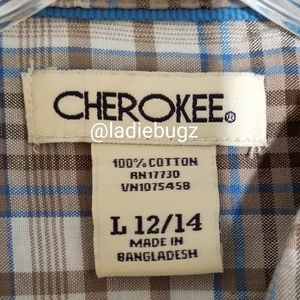 CHEROKEE®
@ladiebugz
100% COTTON
RN17730
VN1075458
L 12/14
MADE IN
BANGLADESH